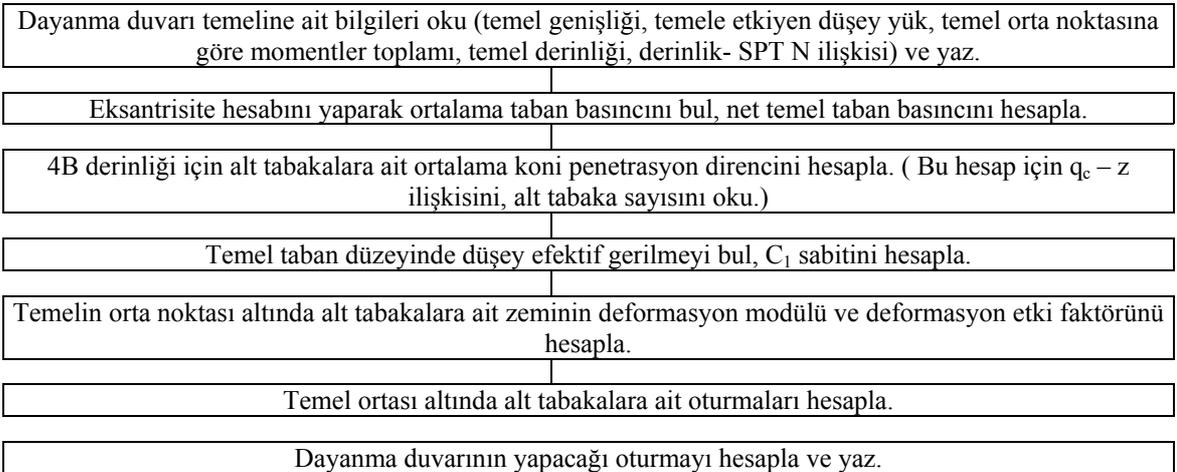 Dayanma duvarı temeline ait bilgileri oku (temel genişliği, temele etkiyen düşey yük, temel orta noktasına
göre momentler toplamı, temel derinliği, derinlik- SPT N ilişkisi) ve yaz.
Eksantrisite hesabını yaparak ortalama taban basıncını bul, net temel taban basıncını hesapla.
4B derinliği için alt tabakalara ait ortalama koni penetrasyon direncini hesapla. ( Bu hesap için qc – z
ilişkisini, alt tabaka sayısını oku.)
Temel taban düzeyinde düşey efektif gerilmeyi bul, C1 sabitini hesapla.
Temelin orta noktası altında alt tabakalara ait zeminin deformasyon modülü ve deformasyon etki faktörünü
hesapla.
Temel ortası altında alt tabakalara ait oturmaları hesapla.
Dayanma duvarının yapacağı oturmayı hesapla ve yaz.